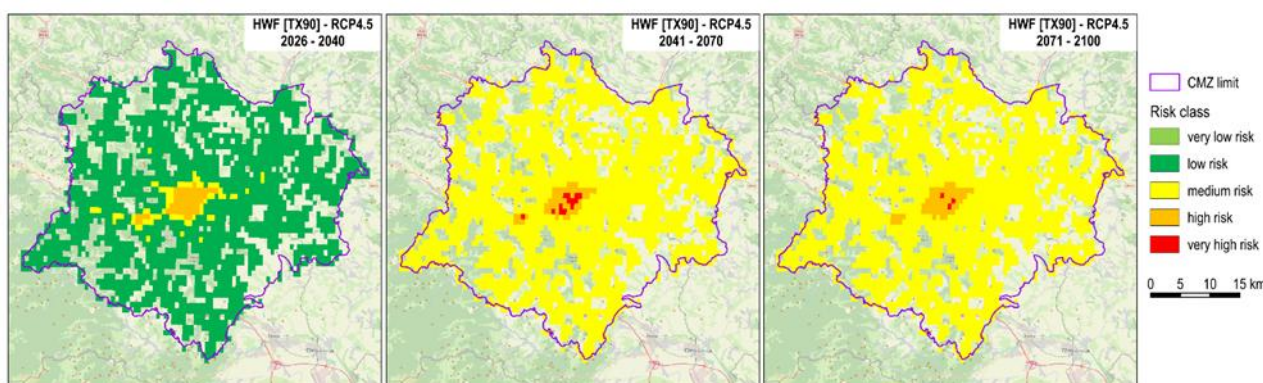 HWF [TX90] - RCP4.5
2026 - 2040
HWF [TX90] - RCP4.5
2041 - 2070
HWF [TX90] - RCP4.5
2071 - 2100
CMZ limit
Risk class
very low risk
low risk
medium risk
high risk
very high risk
0 5 10 15 km